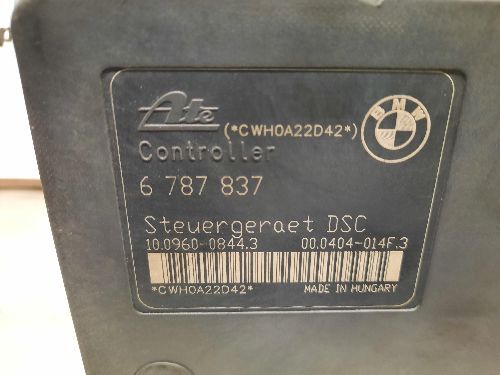 Ate (*CWH0A22D42*) BMW
Controller
6 787 837
Steuergeraet DSC
10.0960-0844.3 00.0404-014F.3
*CWH0A22D42* MADE IN HUNGARY